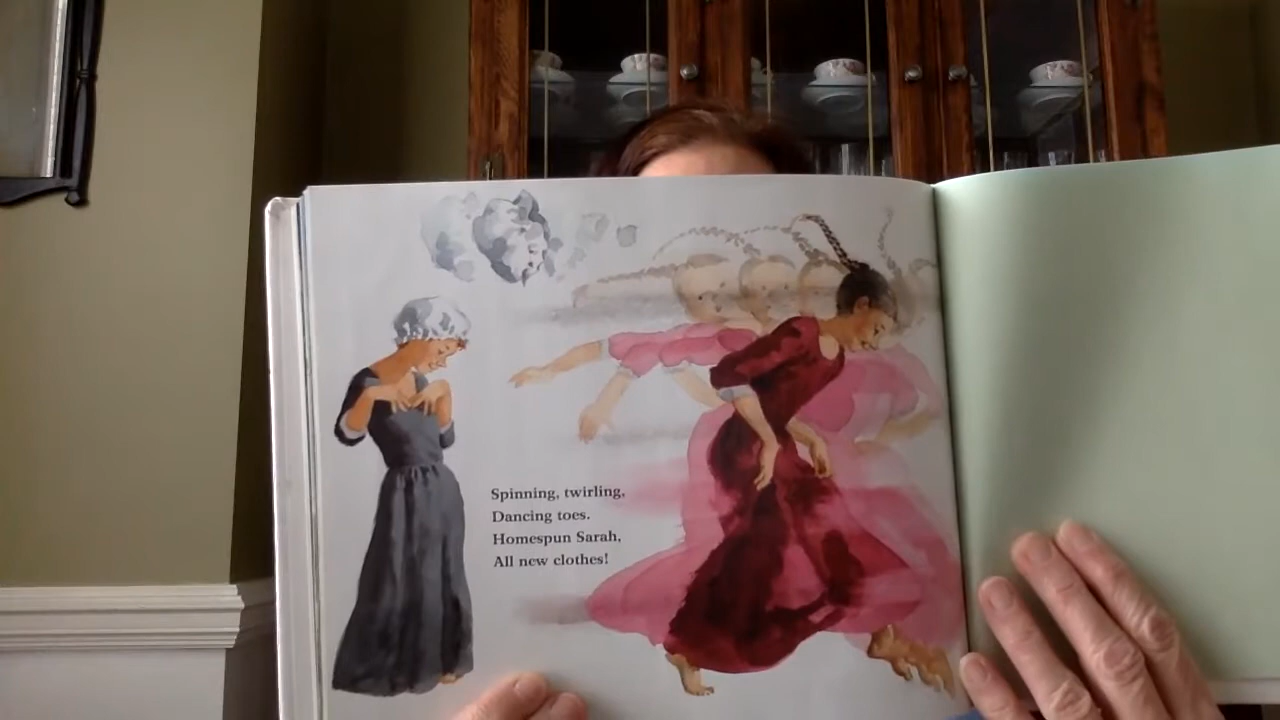 Spinning, twirling,
Dancing toes.
Homespun Sarah,
All new clothes!